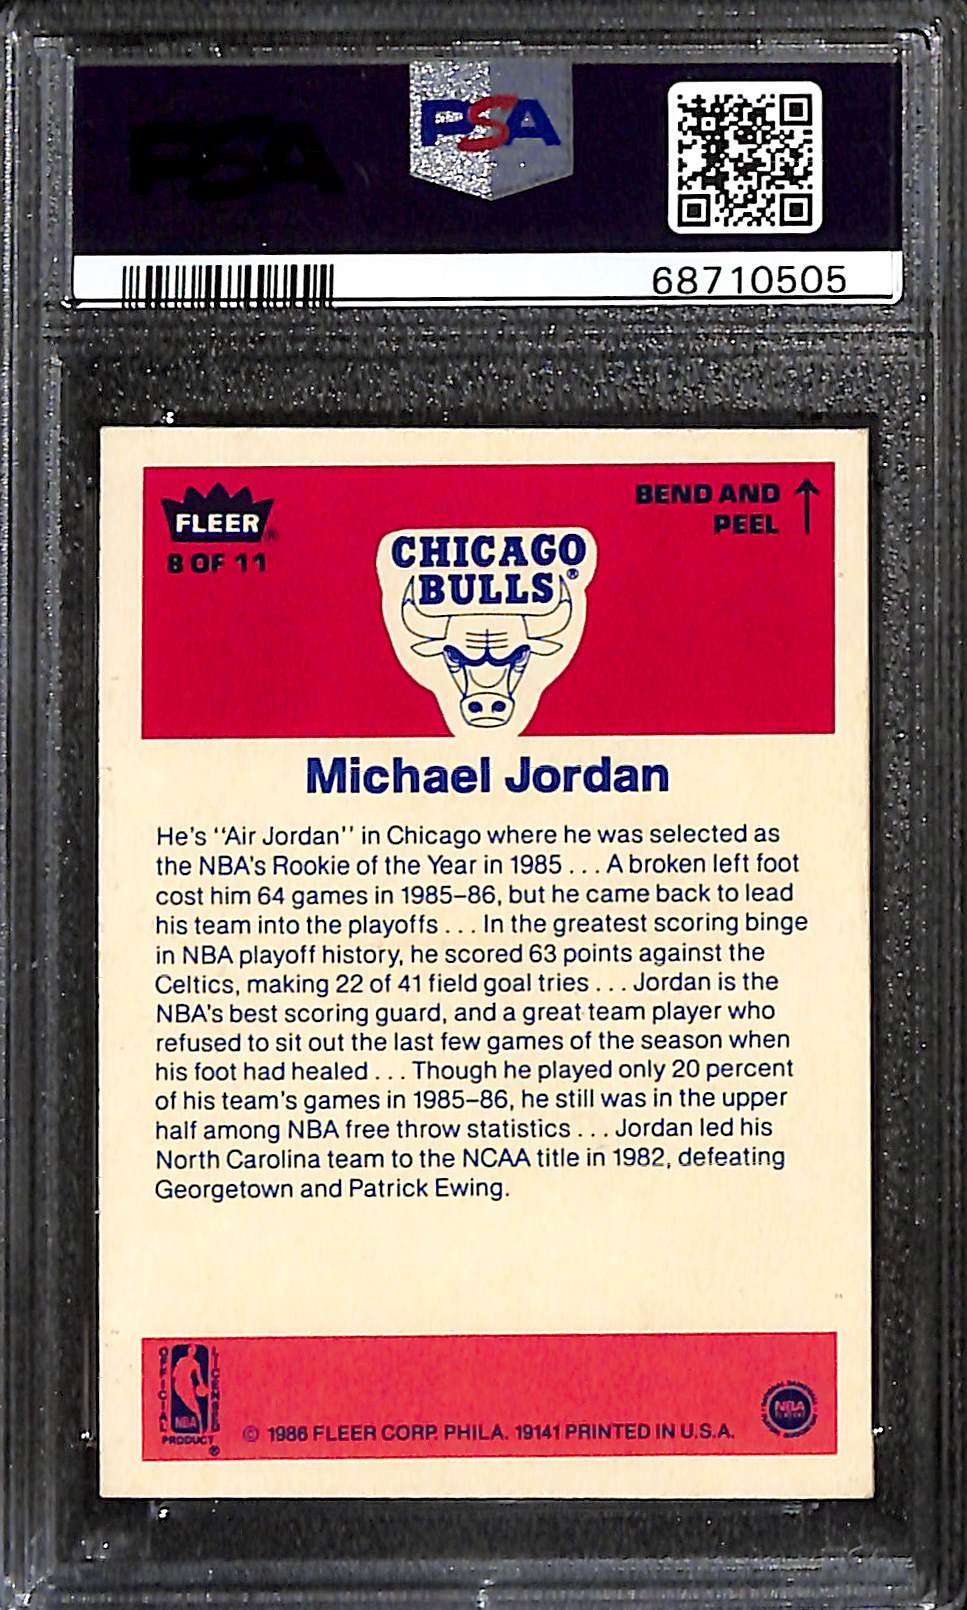 PSA
PSA
68710505
FLEER®
8 OF 11
BEND AND
PEEL
CHICAGO
BULLS®
Michael Jordan
He's "Air Jordan" in Chicago where he was selected as
the NBA's Rookie of the Year in 1985 . . . A broken left foot
cost him 64 games in 1985–86, but he came back to lead
his team into the playoffs . . . In the greatest scoring binge
in NBA playoff history, he scored 63 points against the
Celtics, making 22 of 41 field goal tries . . . Jordan is the
NBA's best scoring guard, and a great team player who
refused to sit out the last few games of the season when
his foot had healed . . . Though he played only 20 percent
of his team's games in 1985–86, he still was in the upper
half among NBA free throw statistics . . . Jordan led his
North Carolina team to the NCAA title in 1982, defeating
Georgetown and Patrick Ewing.
OFFICIAL
LICENSED
NBA
PRODUCT ®
© 1986 FLEER CORP. PHILA. 19141 PRINTED IN U.S.A.
NBA